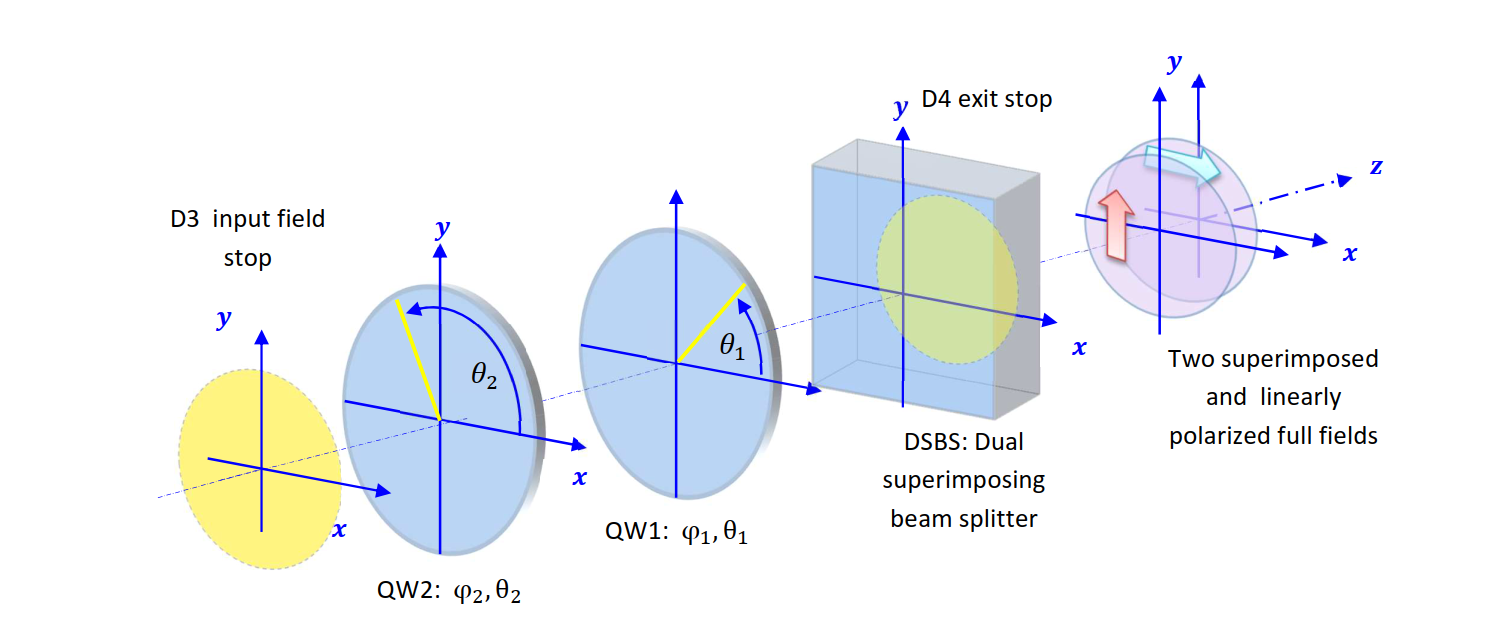 D3 input field
stop
y
x
y
θ₂
x
QW2: φ₂,θ₂
θ₁
QW1: φ₁,θ₁
y
D4 exit stop
x
DSBS: Dual
superimposing
beam splitter
y
z
x
Two superimposed
and linearly
polarized full fields